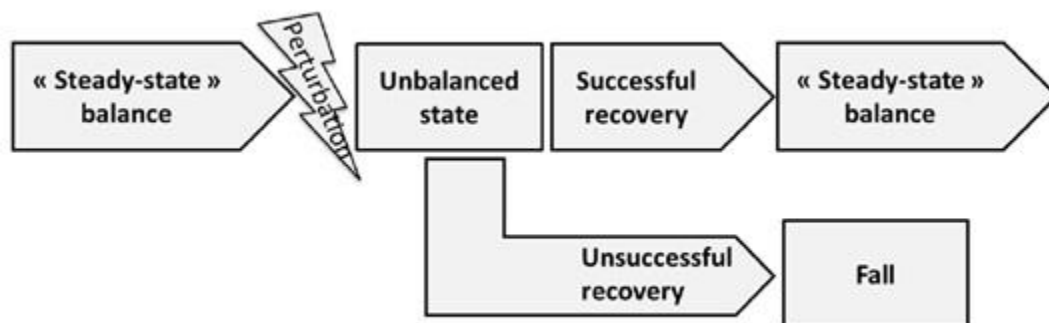 « Steady-state »
balance
Perturbation
Unbalanced
state
Successful
recovery
« Steady-state »
balance
Unsuccessful
recovery
Fall